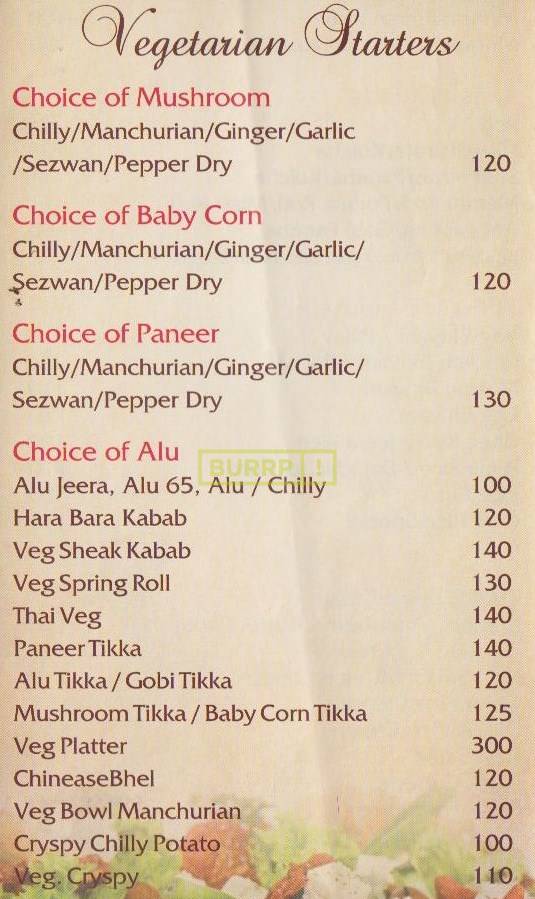 Vegetarian Starters
Choice of Mushroom
Chilly/Manchurian/Ginger/Garlic
/Sezwan/Pepper Dry 120
Choice of Baby Corn
Chilly/Manchurian/Ginger/Garlic/
Sezwan/Pepper Dry 120
Choice of Paneer
Chilly/Manchurian/Ginger/Garlic/
Sezwan/Pepper Dry 130
Choice of Alu
BURRP!
Alu Jeera, Alu 65, Alu / Chilly 100
Hara Bara Kabab 120
Veg Sheak Kabab 140
Veg Spring Roll 130
Thai Veg 140
Paneer Tikka 140
Alu Tikka / Gobi Tikka 120
Mushroom Tikka / Baby Corn Tikka 125
Veg Platter 300
ChineaseBhel 120
Veg Bowl Manchurian 120
Cryspy Chilly Potato 100
Veg. Cryspy 110